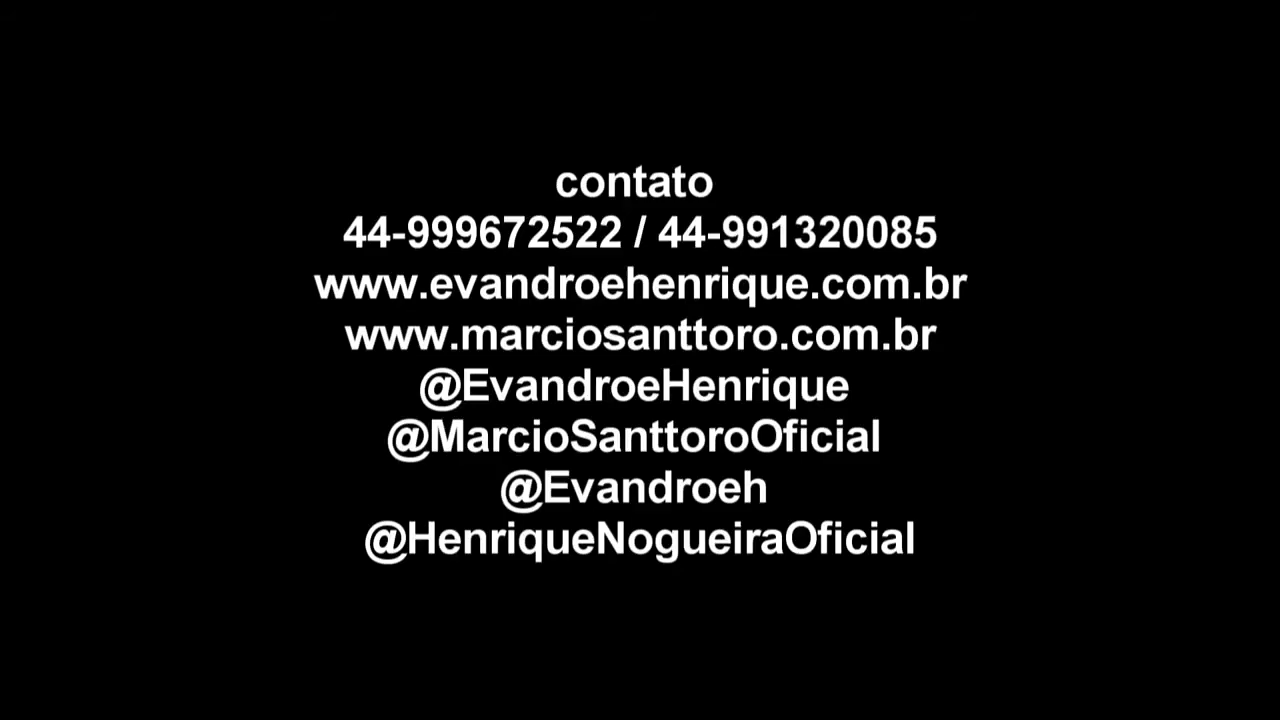 contato
44-999672522 / 44-991320085
www.evandroehenrique.com.br
www.marciosanttoro.com.br
@EvandroeHenrique
@MarcioSanttoroOficial
@Evandroeh
@HenriqueNogueiraOficial